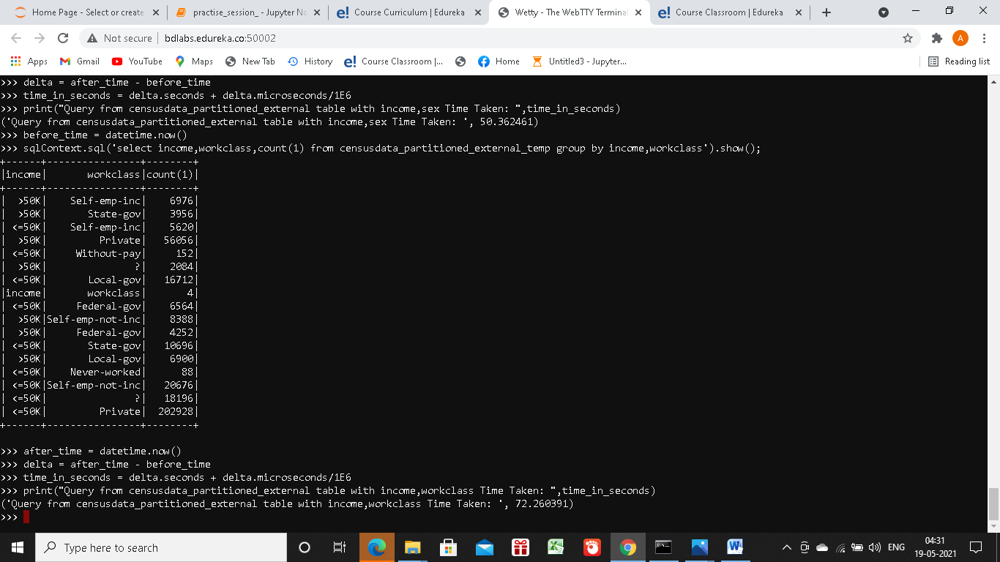 Home Page - Select or create
practise_session_ - Jupyter No
Course Curriculum | Edureka
Wetty - The WebTTY Terminal
Course Classroom | Edureka
Not secure | bdlabs.edureka.co:50002
A
Apps Gmail YouTube Maps New Tab History Course Classroom |... Home Untitled3 - Jupyter... Reading list
>>> delta = after_time - before_time
>>> time_in_seconds = delta.seconds + delta.microseconds/1E6
>>> print("Query from censusdata_partitioned_external table with income,sex Time Taken: ",time_in_seconds)
('Query from censusdata_partitioned_external table with income,sex Time Taken: ', 50.362461)
>>> before_time = datetime.now()
>>> sqlContext.sql('select income,workclass,count(1) from censusdata_partitioned_external_temp group by income,workclass').show();
+------+----------------+--------+
|income|       workclass|count(1)|
+------+----------------+--------+
|  >50K|    Self-emp-inc|    6976|
|  >50K|       State-gov|    3956|
| <=50K|    Self-emp-inc|    5620|
|  >50K|         Private|   56056|
| <=50K|     Without-pay|     152|
|  >50K|               ?|    2084|
| <=50K|       Local-gov|   16712|
|income|       workclass|       4|
| <=50K|     Federal-gov|    6564|
|  >50K|Self-emp-not-inc|    8388|
|  >50K|     Federal-gov|    4252|
| <=50K|       State-gov|   10696|
|  >50K|       Local-gov|    6900|
| <=50K|    Never-worked|      88|
| <=50K|Self-emp-not-inc|   20676|
| <=50K|               ?|   18196|
| <=50K|         Private|  202928|
+------+----------------+--------+
>>> after_time = datetime.now()
>>> delta = after_time - before_time
>>> time_in_seconds = delta.seconds + delta.microseconds/1E6
>>> print("Query from censusdata_partitioned_external table with income,workclass Time Taken: ",time_in_seconds)
('Query from censusdata_partitioned_external table with income,workclass Time Taken: ', 72.260391)
>>>
Type here to search
ENG
04:31
19-05-2021